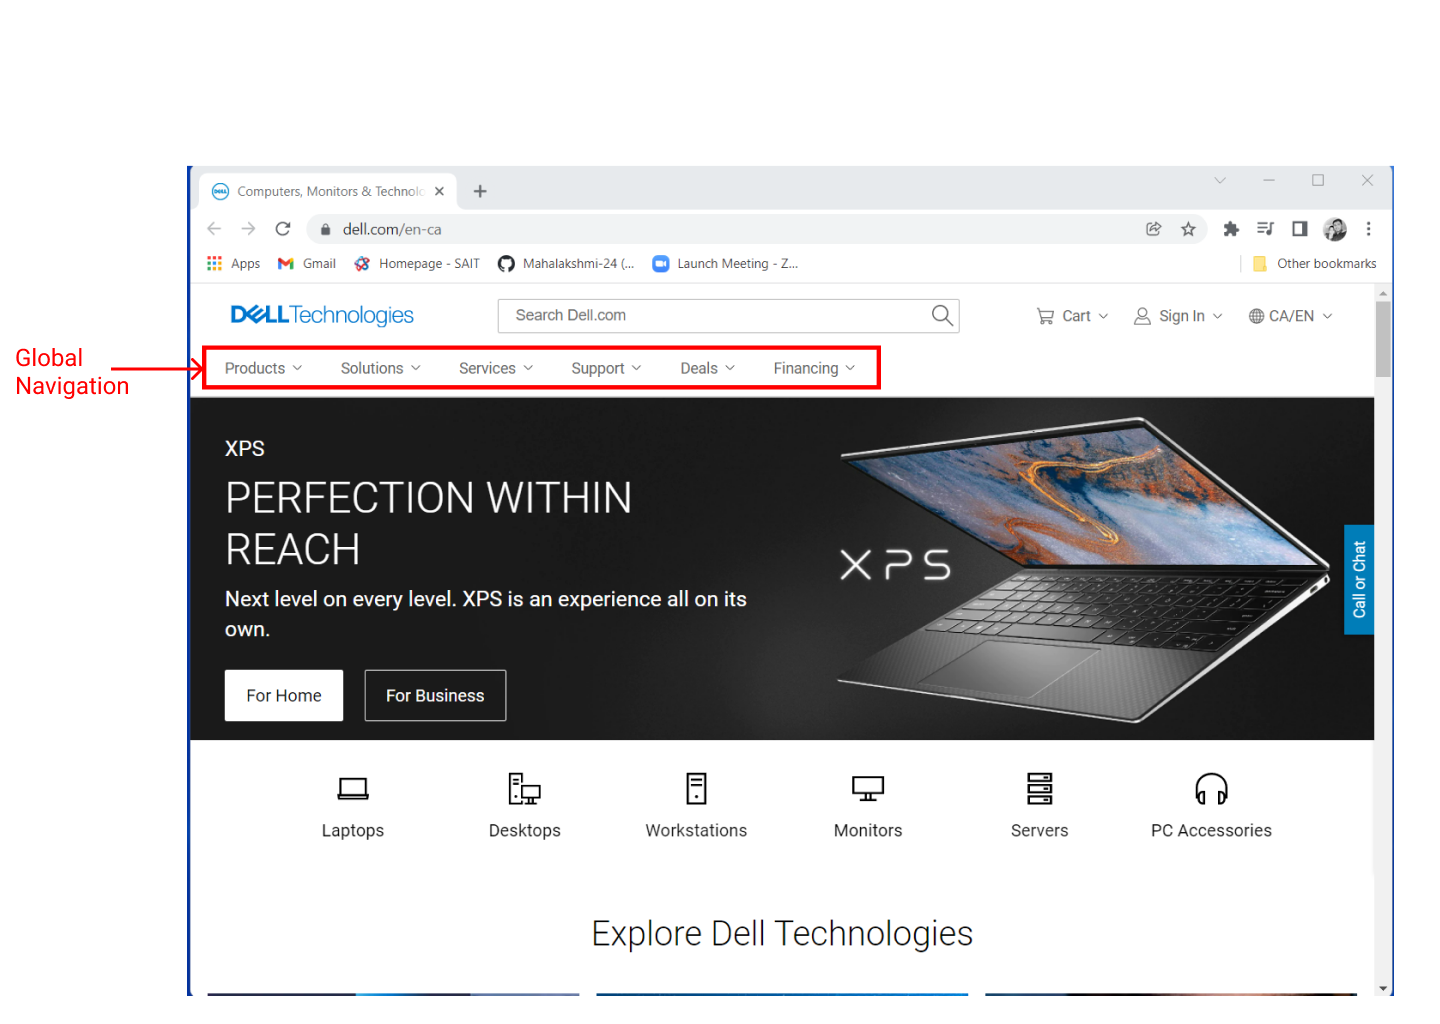 Computers, Monitors & Technolo
dell.com/en-ca
Apps Gmail Homepage - SAIT Mahalakshmi-24 (... Launch Meeting - Z... Other bookmarks
DELL Technologies Search Dell.com Cart Sign In CA/EN
Global
Navigation
Products Solutions Services Support Deals Financing
XPS
PERFECTION WITHIN
REACH
Next level on every level. XPS is an experience all on its
own.
For Home For Business
XPS
Call or Chat
Laptops Desktops Workstations Monitors Servers PC Accessories
Explore Dell Technologies